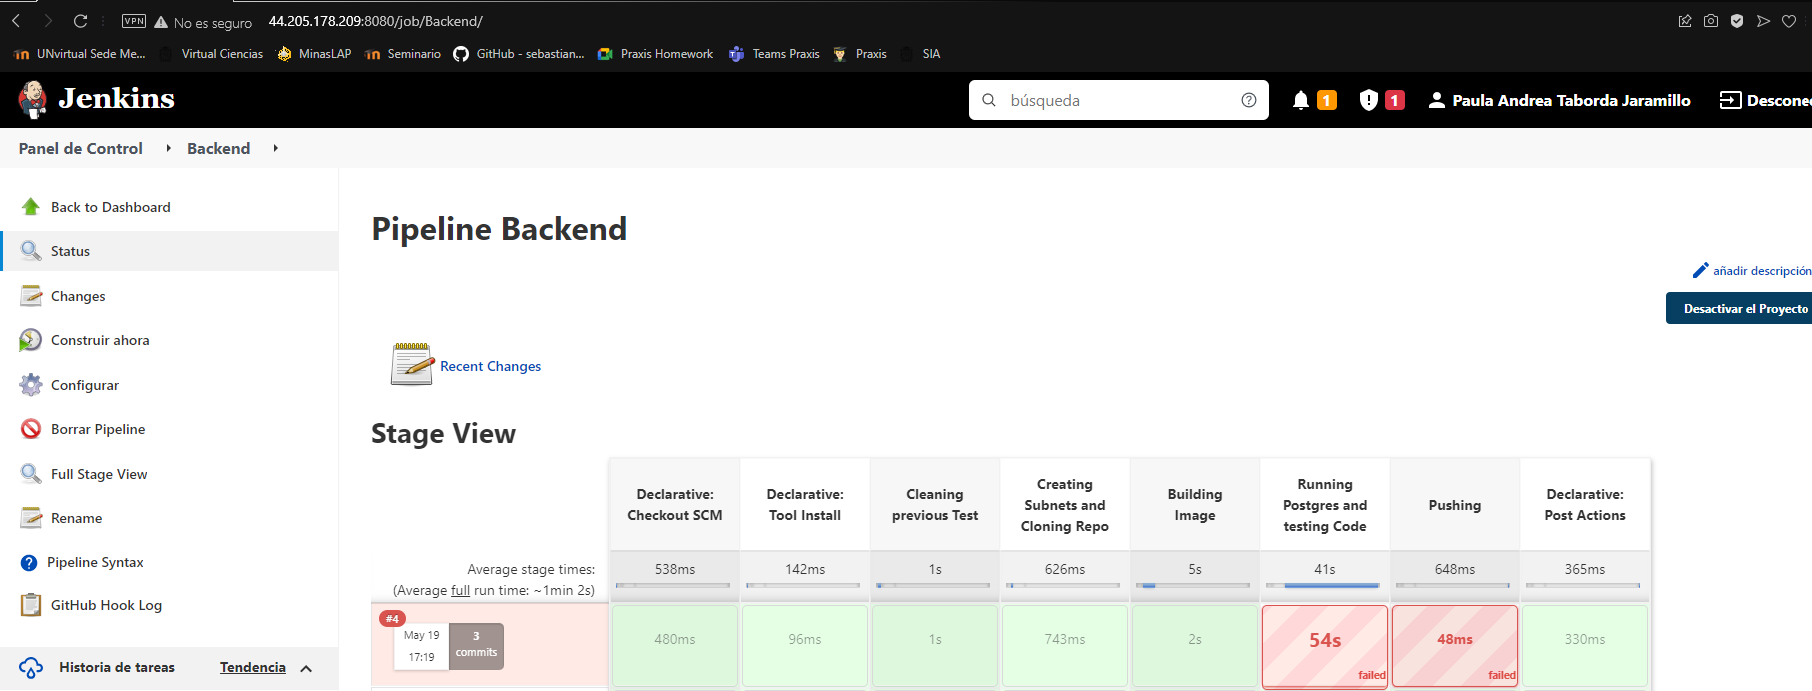 VPN No es seguro 44.205.178.209:8080/job/Backend/
UNvirtual Sede Me... Virtual Ciencias MinasLAP Seminario GitHub - sebastian... Praxis Homework Teams Praxis Praxis SIA
Jenkins búsqueda 1 1 Paula Andrea Taborda Jaramillo Descone
Panel de Control Backend
Back to Dashboard
Status
Changes
Construir ahora
Configurar
Borrar Pipeline
Full Stage View
Rename
Pipeline Syntax
GitHub Hook Log
Historia de tareas Tendencia
Pipeline Backend
añadir descripción
Desactivar el Proyecto
Recent Changes
Stage View
Declarative:
Checkout SCM
Declarative:
Tool Install
Cleaning
previous Test
Creating
Subnets and
Cloning Repo
Building
Image
Running
Postgres and
testing Code
Pushing
Declarative:
Post Actions
Average stage times:
(Average full run time: ~1min 2s)
538ms 142ms 1s 626ms 5s 41s 648ms 365ms
#4
May 19
17:19
3
commits
480ms 96ms 1s 743ms 2s 54s 48ms 330ms
failed failed